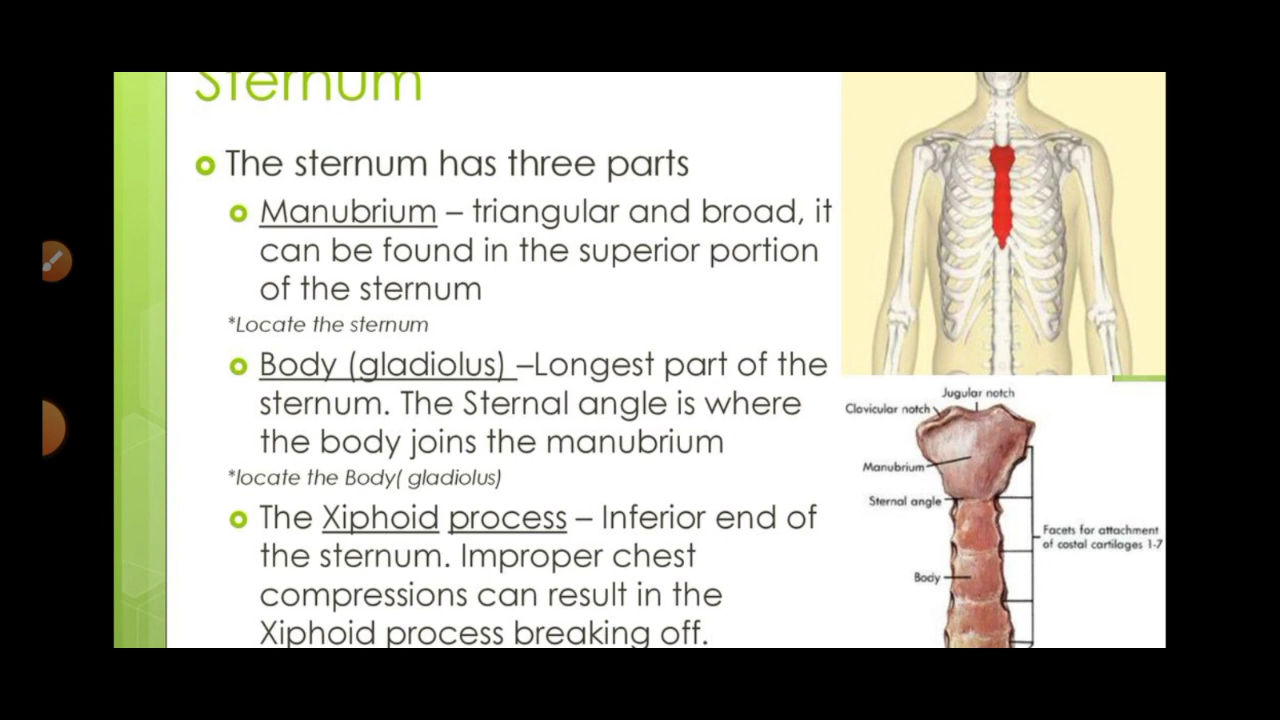 Sternum
The sternum has three parts
Manubrium – triangular and broad, it
can be found in the superior portion
of the sternum
*Locate the sternum
Body (gladiolus) –Longest part of the
sternum. The Sternal angle is where
the body joins the manubrium
*locate the Body( gladiolus)
The Xiphoid process – Inferior end of
the sternum. Improper chest
compressions can result in the
Xiphoid process breaking off.
Jugular notch
Clavicular notch
Manubrium
Sternal angle
Facets for attachment
of costal cartilages 1-7
Body